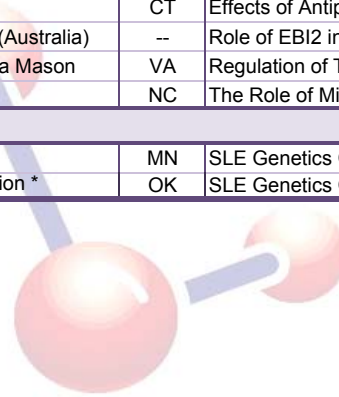 CT Effects of Antip
(Australia) -- Role of EBI2 in
a Mason VA Regulation of T
NC The Role of Mi
MN SLE Genetics
ion * OK SLE Genetics